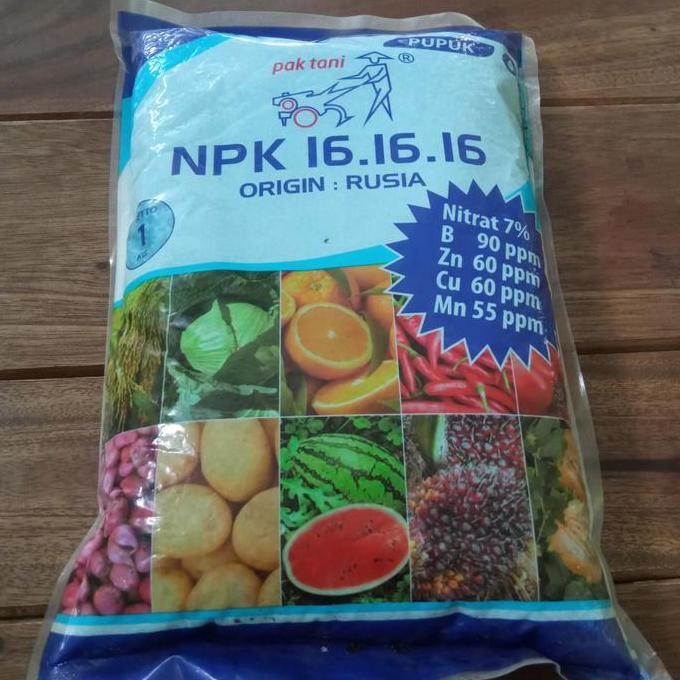 PUPUK
pak tani ®
NPK 16.16.16
ORIGIN : RUSIA
1
KG
Nitrat 7%
B 90 ppm
Zn 60 ppm
Cu 60 ppm
Mn 55 ppm